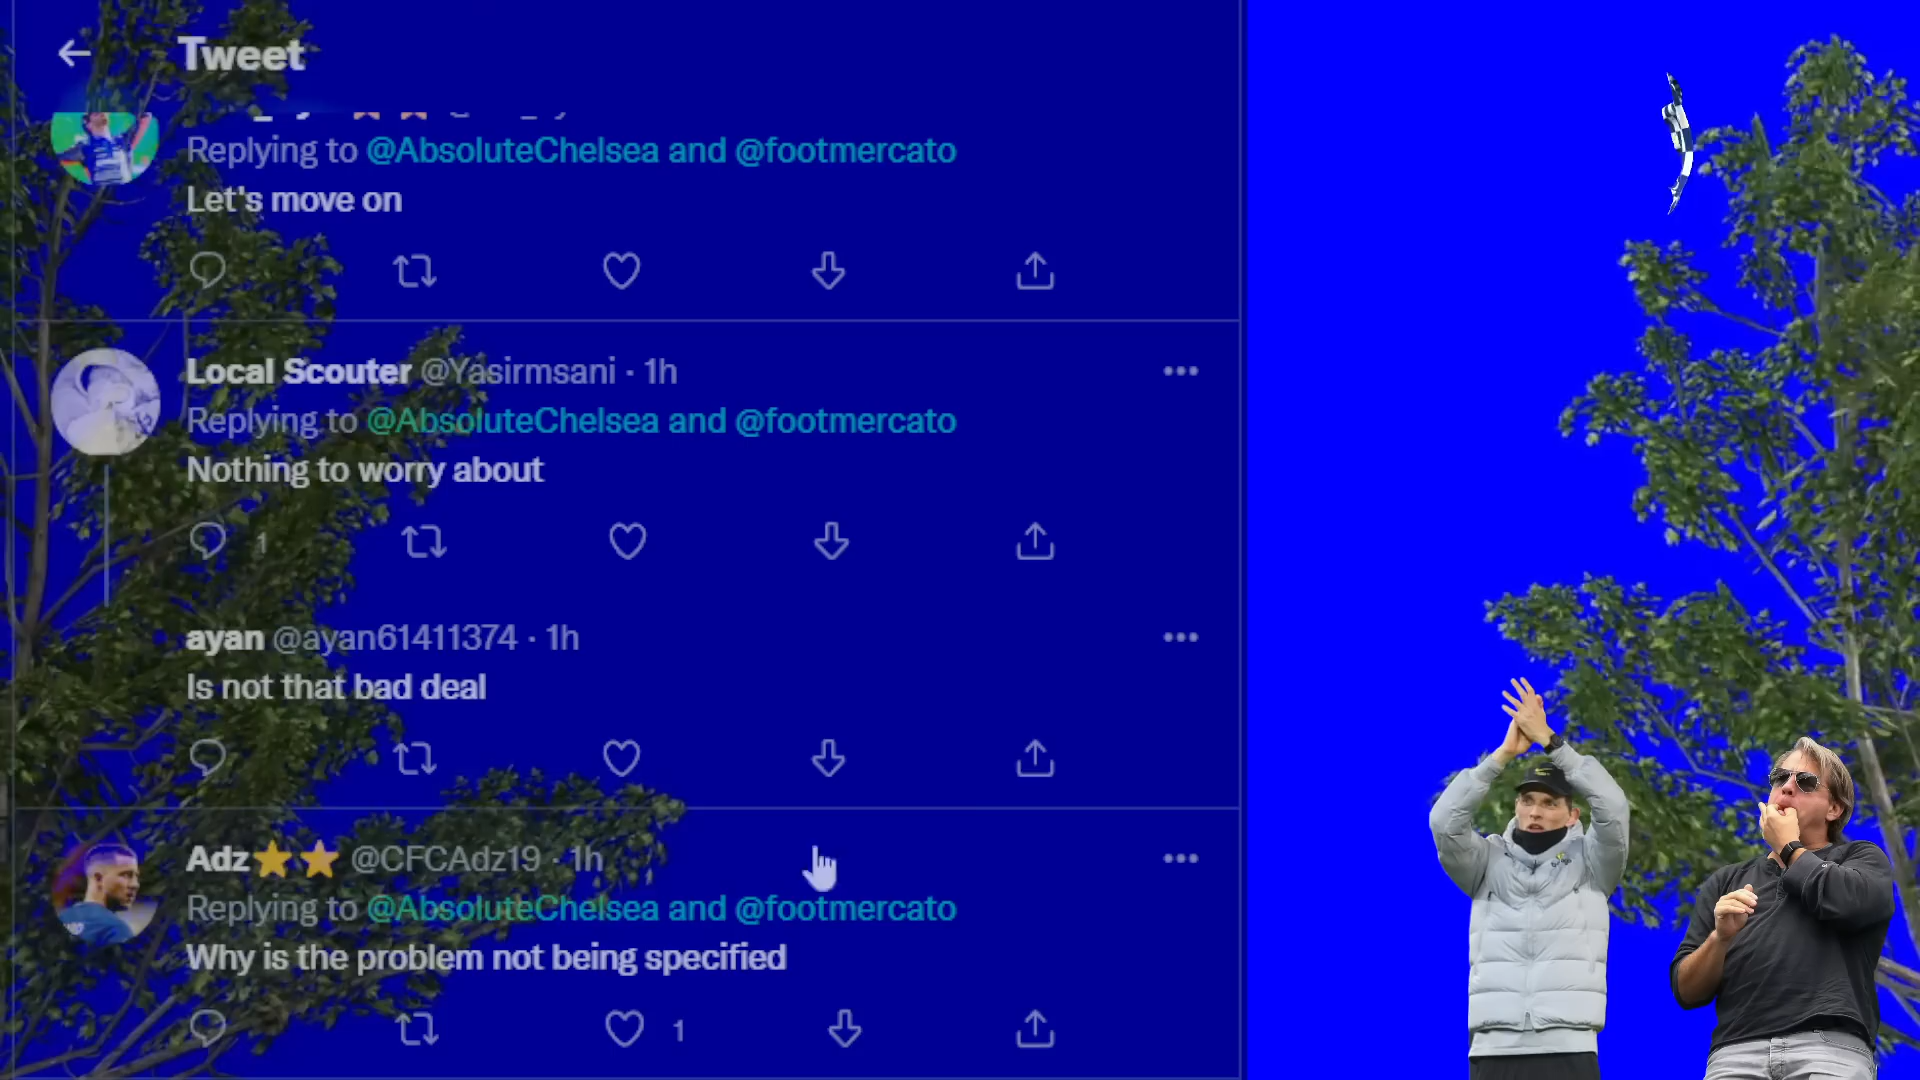 Tweet
Replying to @AbsoluteChelsea and @footmercato
Let's move on
Local Scouter @Yasirmsani · 1h
Replying to @AbsoluteChelsea and @footmercato
Nothing to worry about
1
ayan @ayan61411374 · 1h
Is not that bad deal
Adz⭐⭐ @CFCAdz19 · 1h
Replying to @AbsoluteChelsea and @footmercato
Why is the problem not being specified
1